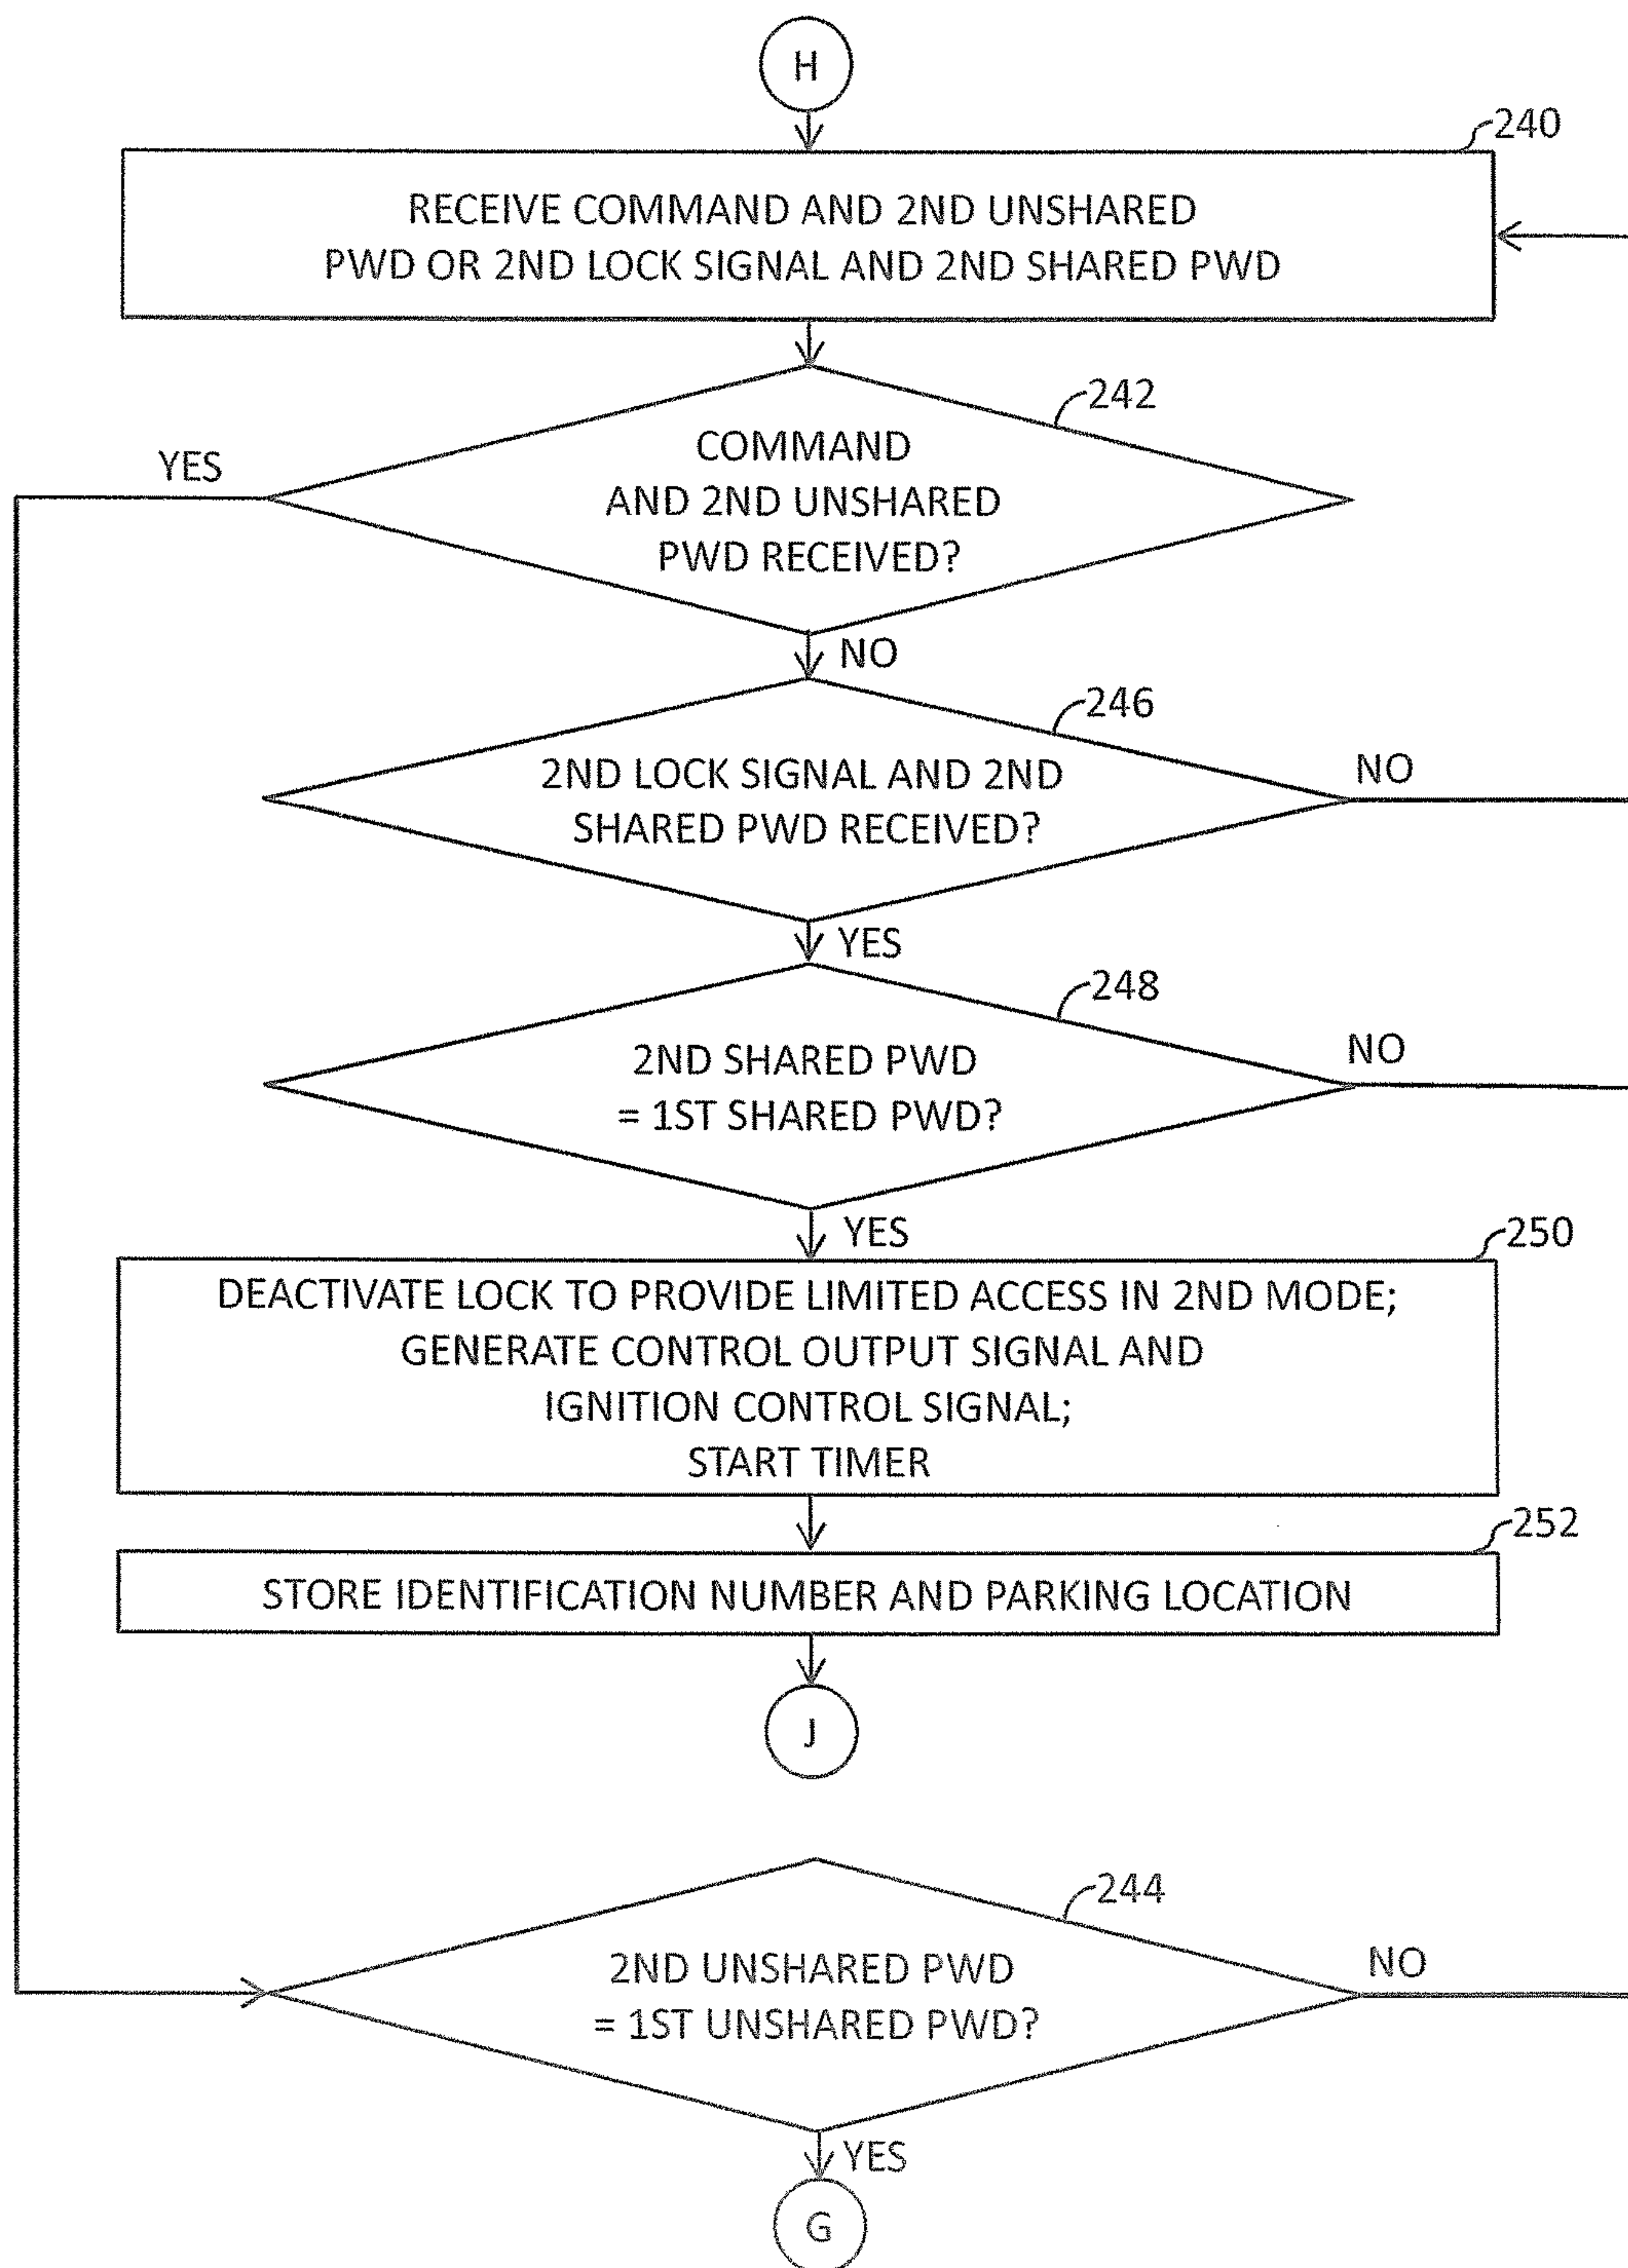 H
240
RECEIVE COMMAND AND 2ND UNSHARED
PWD OR 2ND LOCK SIGNAL AND 2ND SHARED PWD
242
YES
COMMAND
AND 2ND UNSHARED
PWD RECEIVED?
NO
246
2ND LOCK SIGNAL AND 2ND
SHARED PWD RECEIVED?
NO
YES
248
2ND SHARED PWD
= 1ST SHARED PWD?
NO
YES
250
DEACTIVATE LOCK TO PROVIDE LIMITED ACCESS IN 2ND MODE;
GENERATE CONTROL OUTPUT SIGNAL AND
IGNITION CONTROL SIGNAL;
START TIMER
252
STORE IDENTIFICATION NUMBER AND PARKING LOCATION
J
244
2ND UNSHARED PWD
= 1ST UNSHARED PWD?
NO
YES
G